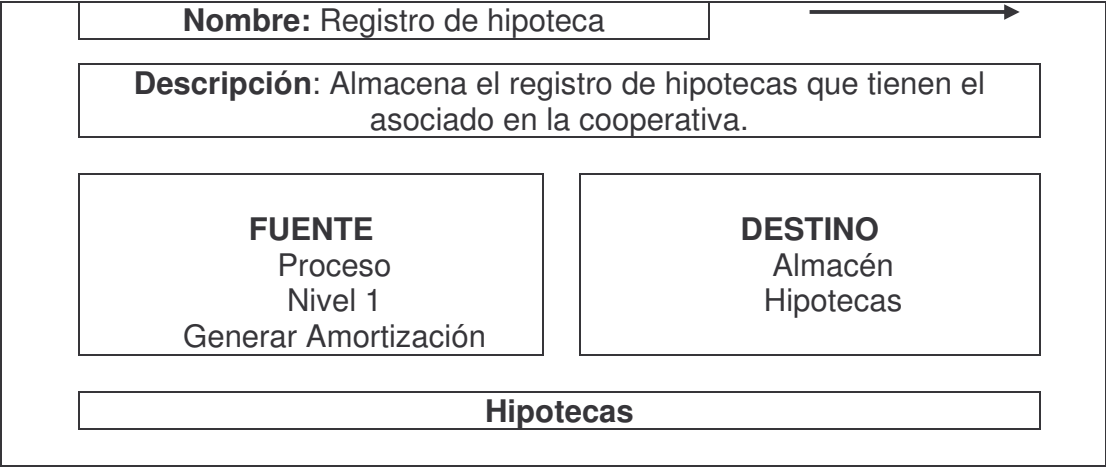 Nombre: Registro de hipoteca
Descripción: Almacena el registro de hipotecas que tienen el
asociado en la cooperativa.
FUENTE
Proceso
Nivel 1
Generar Amortización
DESTINO
Almacén
Hipotecas
Hipotecas